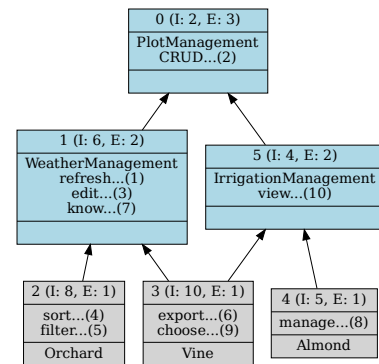 0 (I: 2, E: 3)
PlotManagement
CRUD...(2)
1 (I: 6, E: 2)
WeatherManagement
refresh...(1)
edit...(3)
know...(7)
5 (I: 4, E: 2)
IrrigationManagement
view...(10)
2 (I: 8, E: 1)
sort...(4)
filter...(5)
Orchard
3 (I: 10, E: 1)
export...(6)
choose...(9)
Vine
4 (I: 5, E: 1)
manage...(8)
Almond